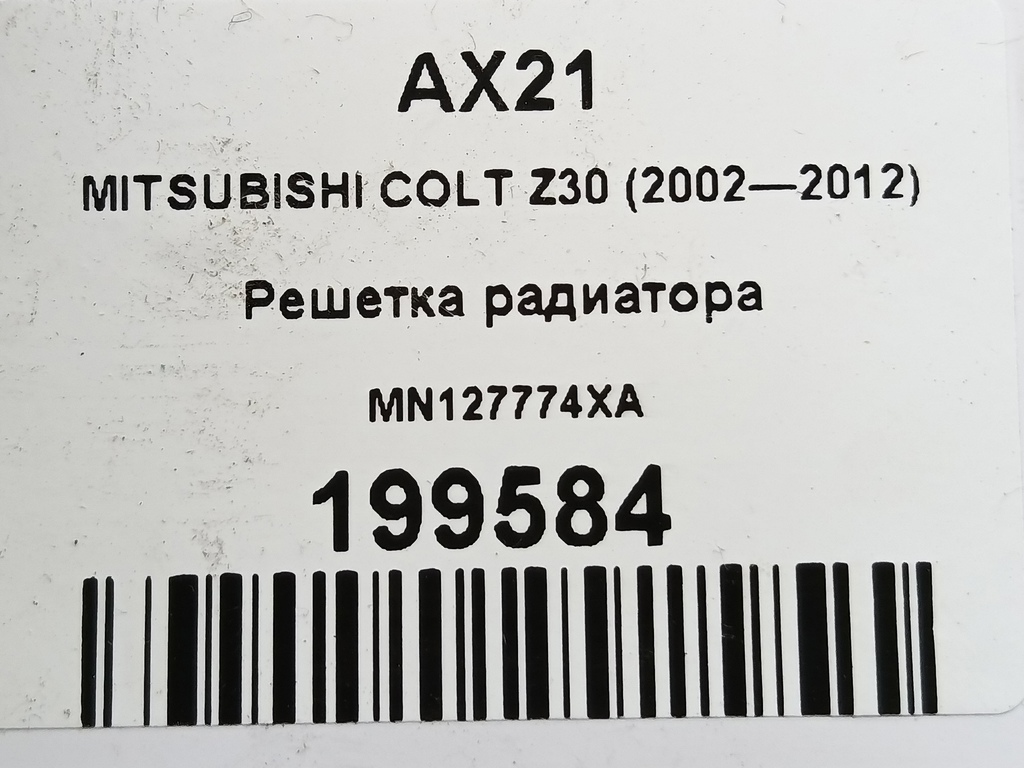 AX21
MITSUBISHI COLT Z30 (2002—2012)
Решетка радиатора
MN127774XA
199584